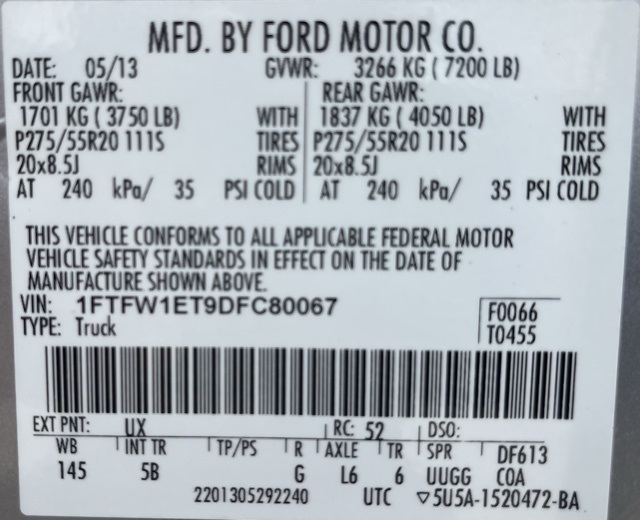 MFD. BY FORD MOTOR CO.
DATE: 05/13 GVWR: 3266 KG ( 7200 LB)
FRONT GAWR: REAR GAWR:
1701 KG ( 3750 LB) WITH 1837 KG ( 4050 LB) WITH
P275/55R20 111S TIRES P275/55R20 111S TIRES
20x8.5J RIMS 20x8.5J RIMS
AT 240 kPa/ 35 PSI COLD AT 240 kPa/ 35 PSI COLD
THIS VEHICLE CONFORMS TO ALL APPLICABLE FEDERAL MOTOR
VEHICLE SAFETY STANDARDS IN EFFECT ON THE DATE OF
MANUFACTURE SHOWN ABOVE.
VIN: 1FTFW1ET9DFC80067 F0066
TYPE: Truck T0455
EXT PNT: UX RC: 52 DSO:
WB INT TR TP/PS R AXLE TR SPR DF613
145 5B G L6 6 UUGG COA
2201305292240 UTC ▽5U5A-1520472-BA